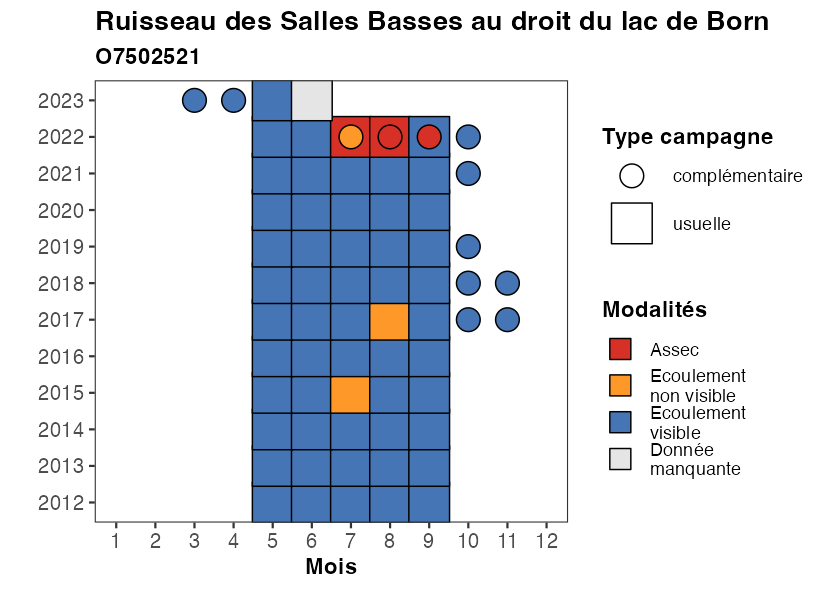 Ruisseau des Salles Basses au droit du lac de Born
O7502521
2023
2022
2021
2020
2019
2018
2017
2016
2015
2014
2013
2012
1 2 3 4 5 6 7 8 9 10 11 12
Mois
Type campagne
complémentaire
usuelle
Modalités
Assec
Ecoulement
non visible
Ecoulement
visible
Donnée
manquante